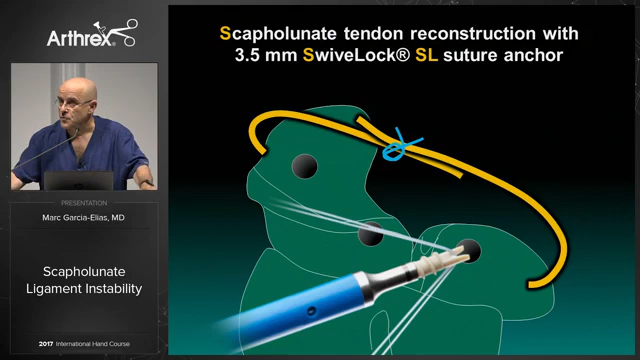 Arthrex®
Scapholunate tendon reconstruction with
3.5 mm SwiveLock® SL suture anchor
PRESENTATION
Marc Garcia-Elias, MD
Scapholunate
Ligament Instability
2017 International Hand Course